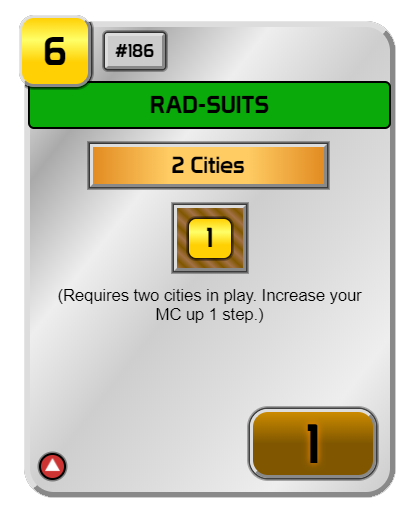 6
#186
RAD-SUITS
2 Cities
1
(Requires two cities in play. Increase your
MC up 1 step.)
1